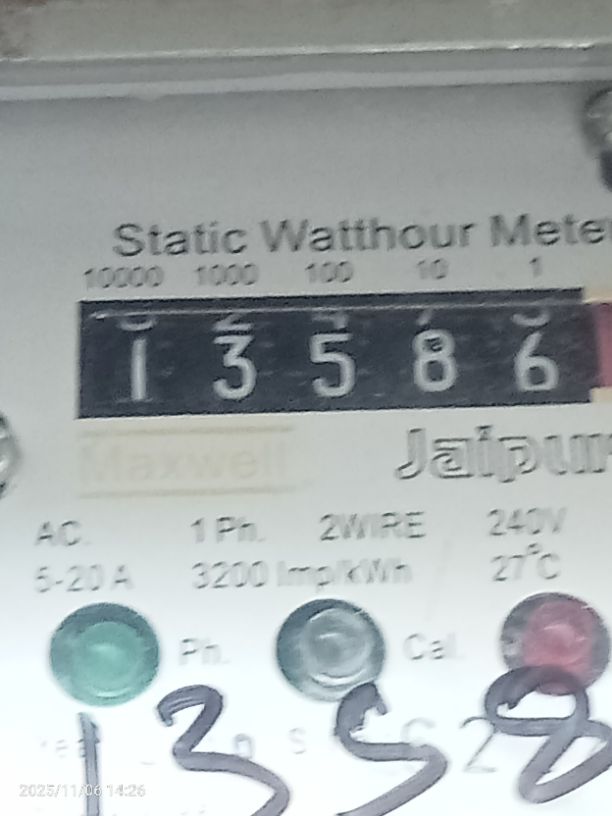 Static Watthour Mete
10000 1000 100 10 1
1 3 5 8 6
Maxwell
Jaipur
AC. 1 Ph. 2WIRE 240V
5-20 A 3200 Imp/kWh 27°C
Ph. Cal.
1358
2025/11/06 14:26